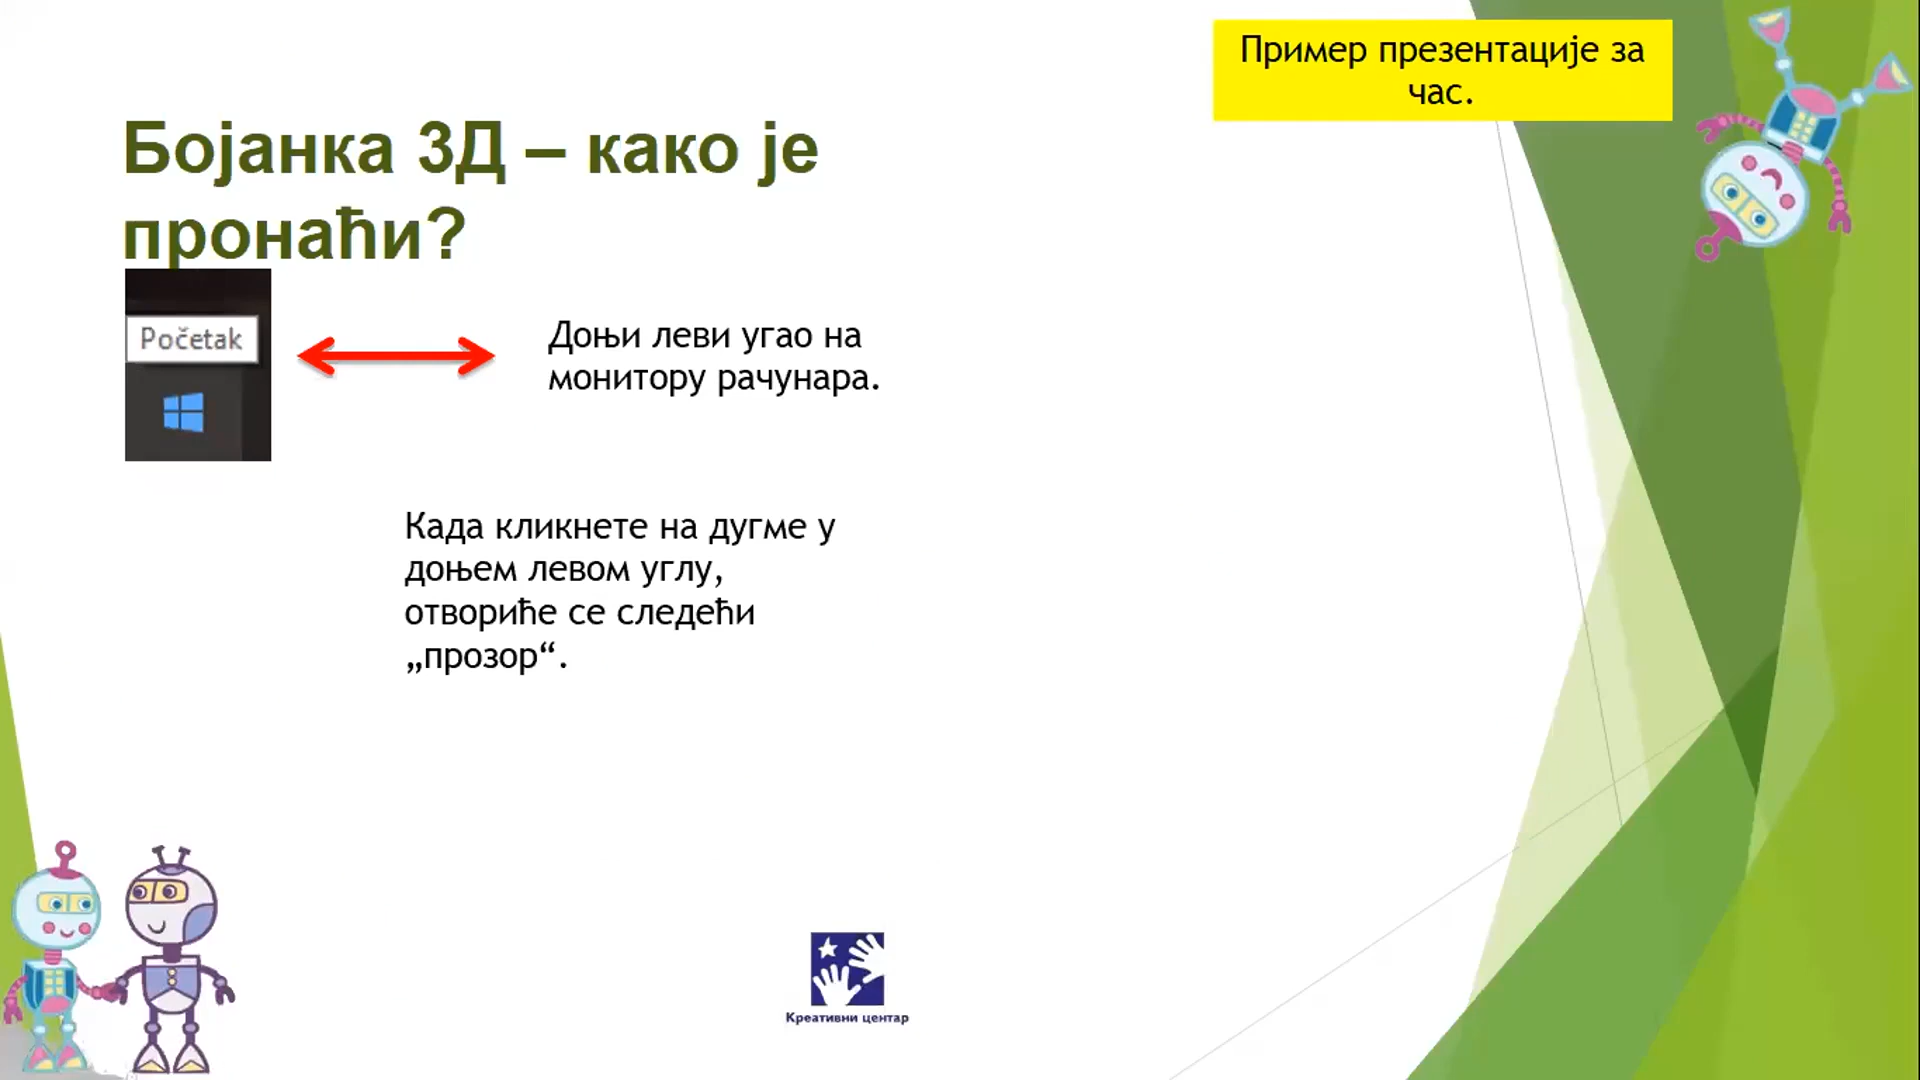 Пример презентације за
час.
Бојанка 3Д – како је
пронаћи?
Početak
Доњи леви угао на
монитору рачунара.
Када кликнете на дугме у
доњем левом углу,
отвориће се следећи
„прозор“.
Креативни центар